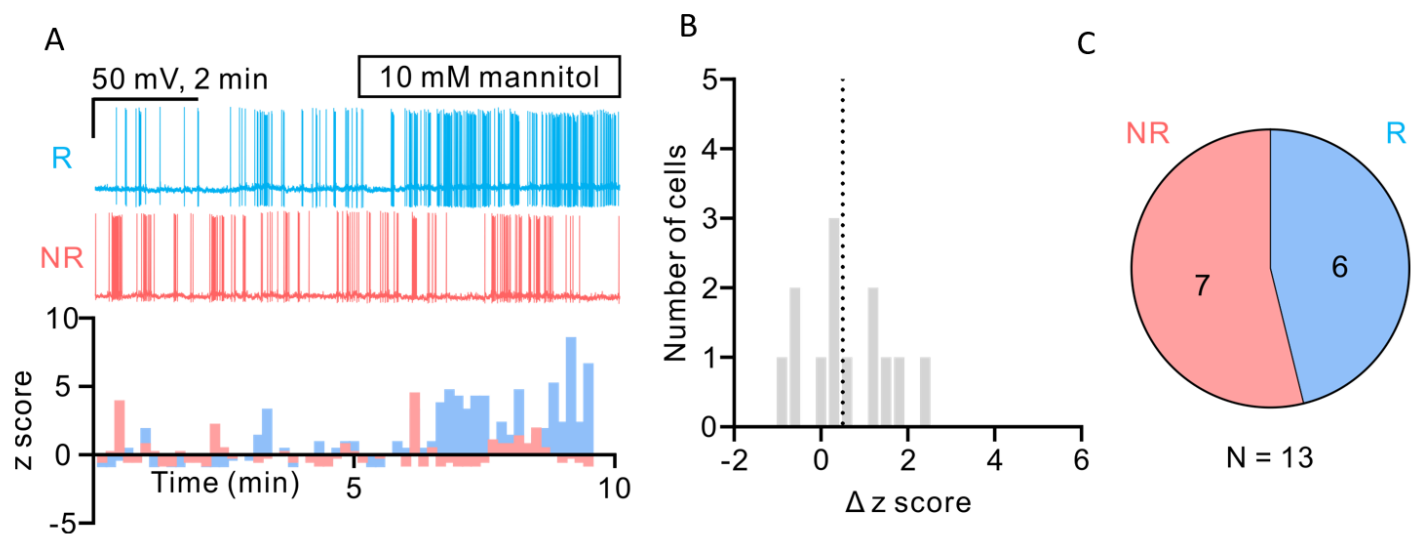 A
50 mV, 2 min
10 mM mannitol
R
NR
10
5
0
-5
z score
Time (min)
5
10
B
5
4
3
2
1
0
Number of cells
-2
0
2
4
6
Δ z score
C
NR
R
7
6
N = 13